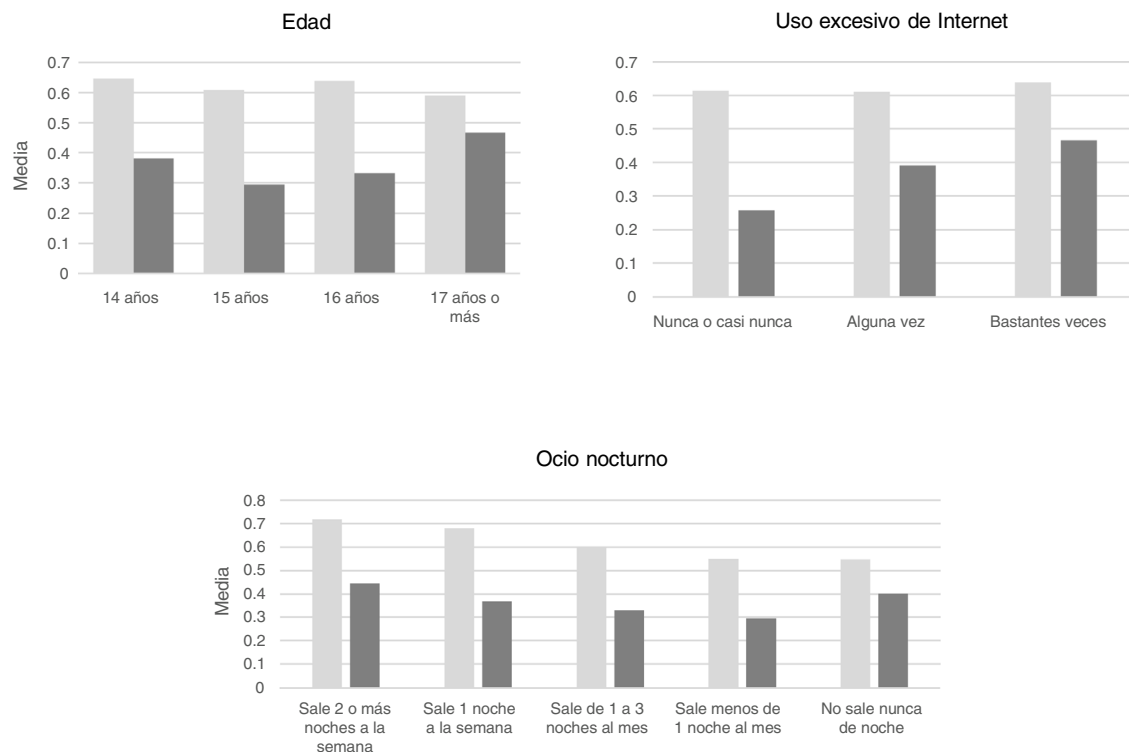 Edad
0.7
0.6
0.5
0.4
0.3
0.2
0.1
0
Media
14 años
15 años
16 años
17 años o
más
Uso excesivo de Internet
0.7
0.6
0.5
0.4
0.3
0.2
0.1
0
Nunca o casi nunca
Alguna vez
Bastantes veces
Ocio nocturno
0.8
0.7
0.6
0.5
0.4
0.3
0.2
0.1
0
Media
Sale 2 o más
noches a la
semana
Sale 1 noche
a la semana
Sale de 1 a 3
noches al mes
Sale menos de
1 noche al mes
No sale nunca
de noche